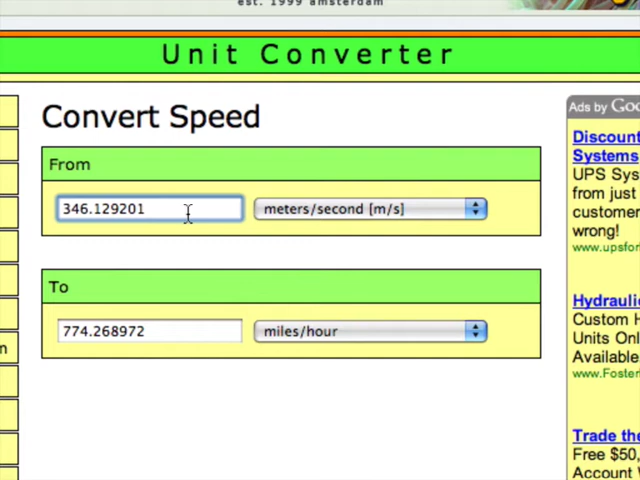 est. 1999 amsterdam
Unit Converter
Convert Speed
From
346.129201 meters/second [m/s]
To
774.268972 miles/hour
Ads by Goo
Discount
Systems
UPS Sys
from just
customer
wrong!
www.upsfor
Hydrauli
Custom H
Units Onl
Available
www.Foster
Trade the
Free $50,
Account
m